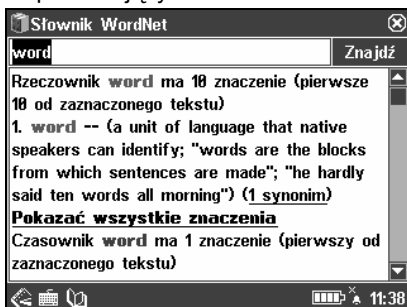 Słownik WordNet
word
Znajdź
Rzeczownik word ma 10 znaczenie (pierwsze
10 od zaznaczonego tekstu)
1. word -- (a unit of language that native
speakers can identify; "words are the blocks
from which sentences are made"; "he hardly
said ten words all morning") (1 synonim)
Pokazać wszystkie znaczenia
Czasownik word ma 1 znaczenie (pierwszy od
zaznaczonego tekstu)
11:38